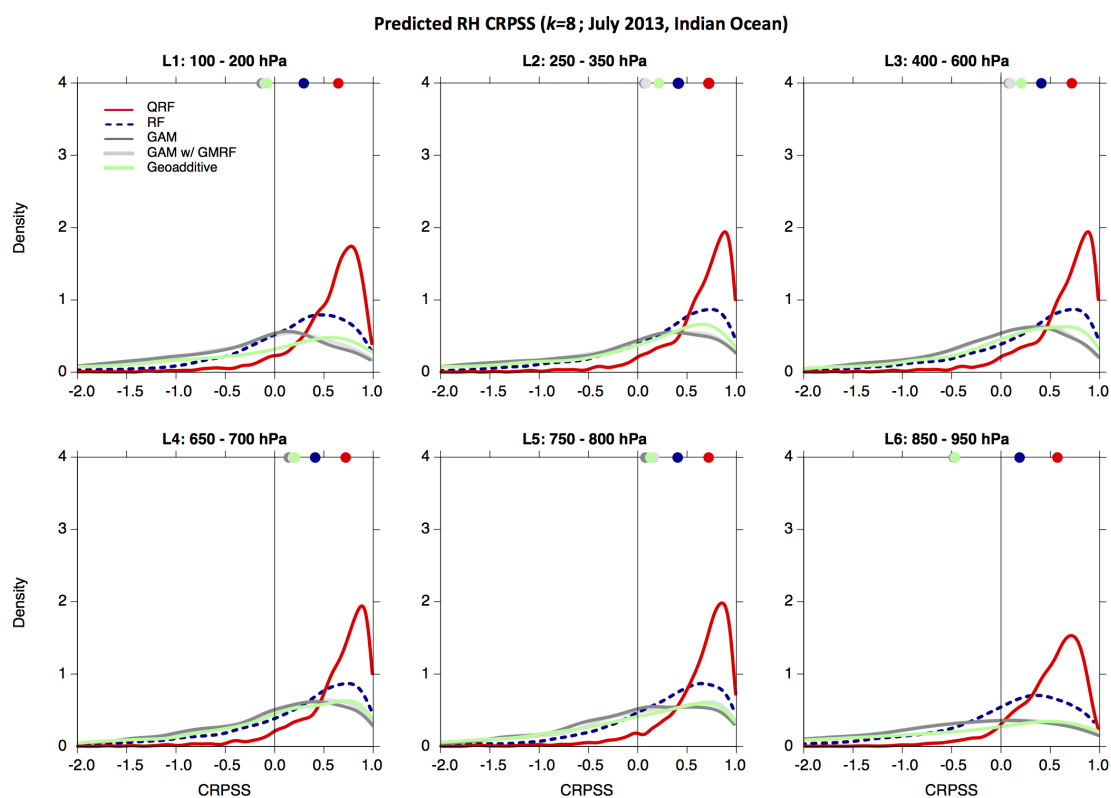 Predicted RH CRPSS (k=8 ; July 2013, Indian Ocean)
L1: 100 - 200 hPa
L2: 250 - 350 hPa
L3: 400 - 600 hPa
4 4 4
QRF
RF
GAM
GAM w/ GMRF
Geoadditive
3 3 3
Density
2 2 2
1 1 1
0 0 0
-2.0 -1.5 -1.0 -0.5 0.0 0.5 1.0
-2.0 -1.5 -1.0 -0.5 0.0 0.5 1.0
-2.0 -1.5 -1.0 -0.5 0.0 0.5 1.0
L4: 650 - 700 hPa
L5: 750 - 800 hPa
L6: 850 - 950 hPa
4 4 4
3 3 3
Density
2 2 2
1 1 1
0 0 0
-2.0 -1.5 -1.0 -0.5 0.0 0.5 1.0
-2.0 -1.5 -1.0 -0.5 0.0 0.5 1.0
-2.0 -1.5 -1.0 -0.5 0.0 0.5 1.0
CRPSS
CRPSS
CRPSS